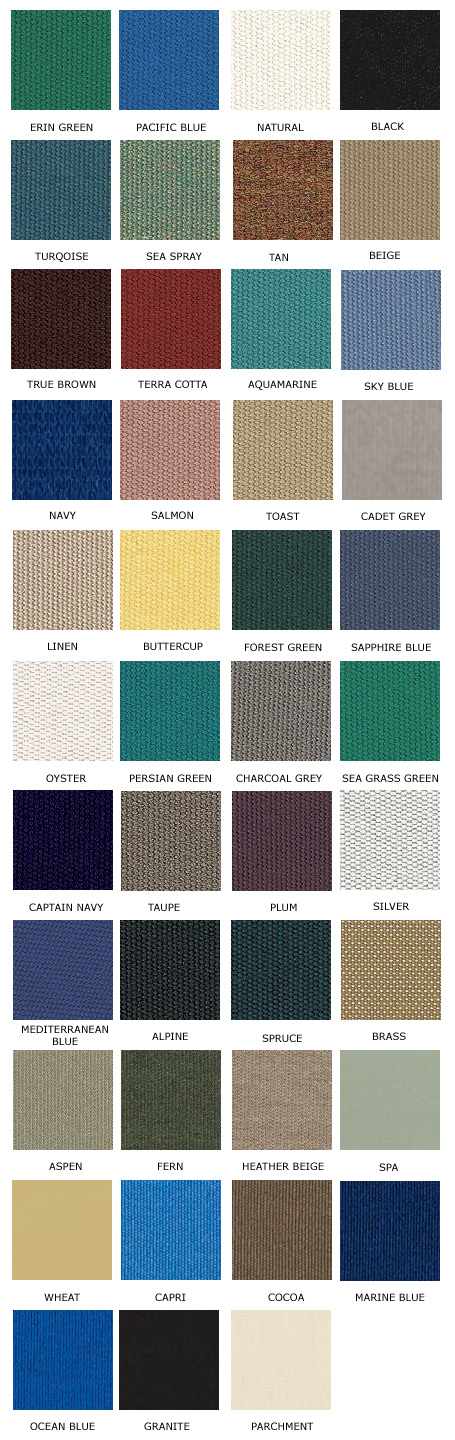 ERIN GREEN
PACIFIC BLUE
NATURAL
BLACK
TURQOISE
SEA SPRAY
TAN
BEIGE
TRUE BROWN
TERRA COTTA
AQUAMARINE
SKY BLUE
NAVY
SALMON
TOAST
CADET GREY
LINEN
BUTTERCUP
FOREST GREEN
SAPPHIRE BLUE
OYSTER
PERSIAN GREEN
CHARCOAL GREY
SEA GRASS GREEN
CAPTAIN NAVY
TAUPE
PLUM
SILVER
MEDITERRANEAN
BLUE
ALPINE
SPRUCE
BRASS
ASPEN
FERN
HEATHER BEIGE
SPA
WHEAT
CAPRI
COCOA
MARINE BLUE
OCEAN BLUE
GRANITE
PARCHMENT